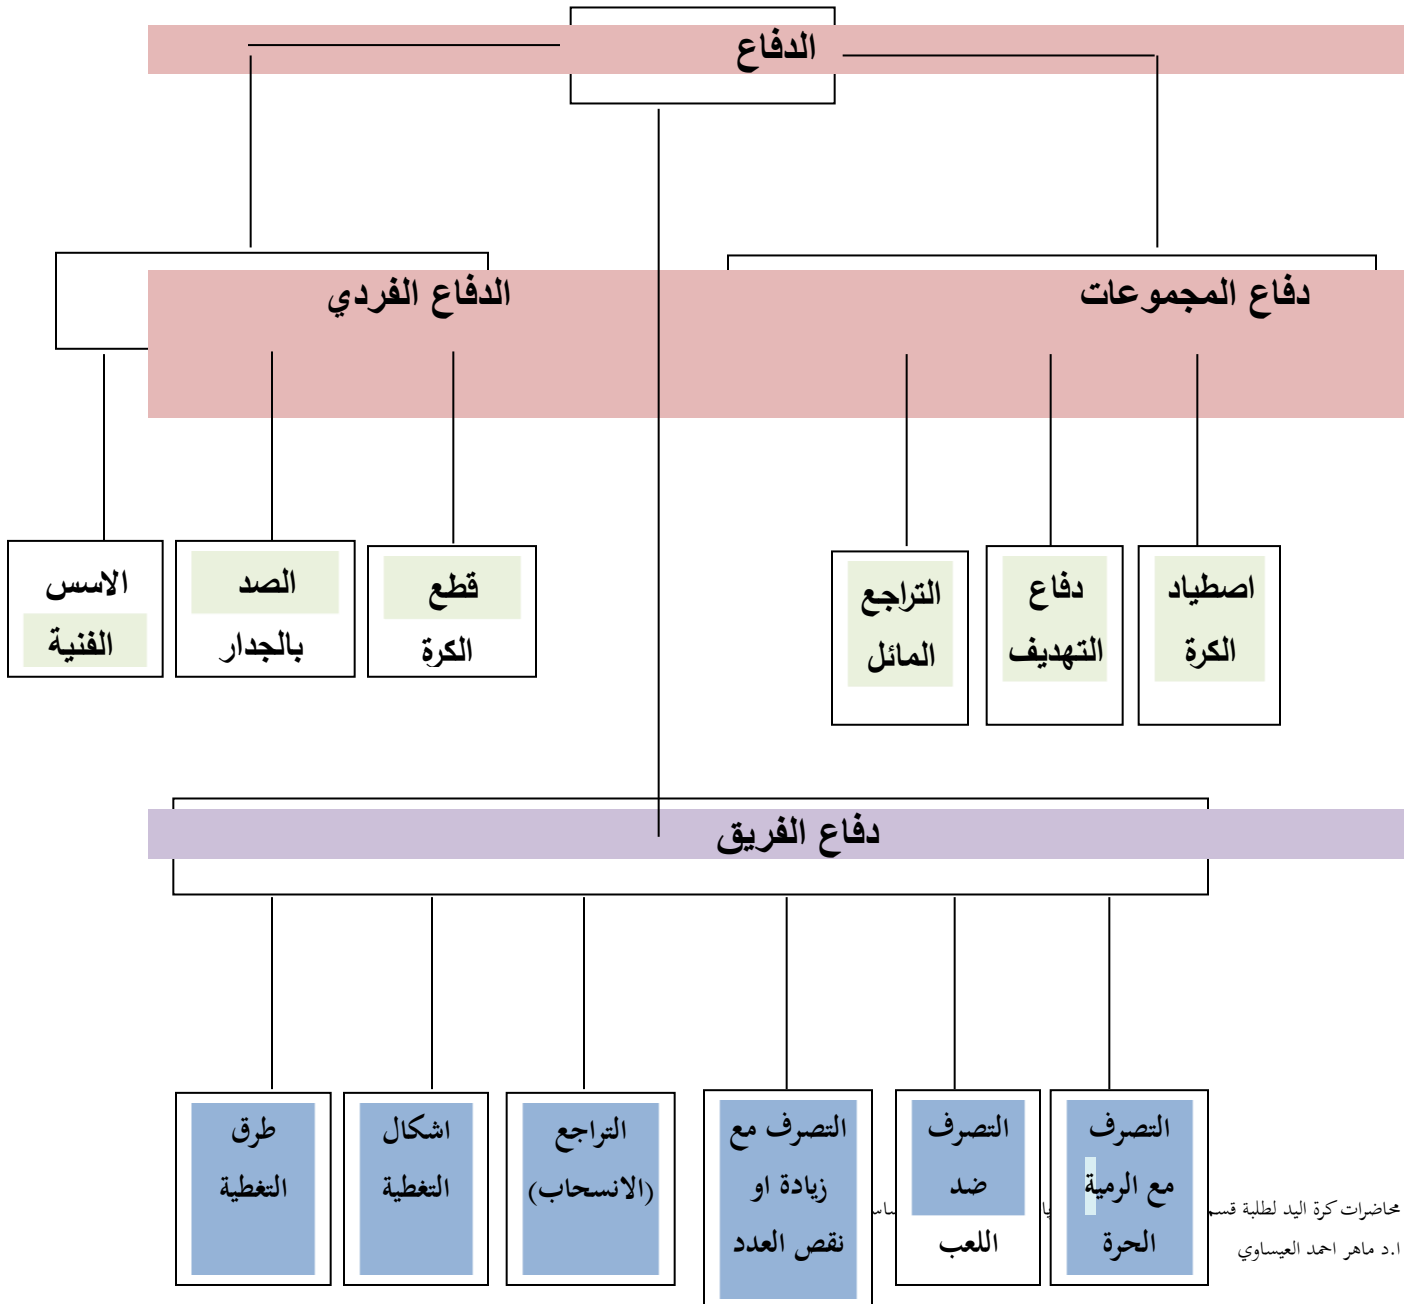 الدفاع
دفاع المجموعات
الدفاع الفردي
اصطياد
الكرة
دفاع
التهديف
التراجع
المائل
قطع
الكرة
الصد
بالجدار
الاسس
الفنية
دفاع الفريق
التصرف
مع الرمية
الحرة
التصرف
ضد
اللعب
التصرف مع
زيادة او
نقص العدد
التراجع
(الانسحاب)
اشكال
التغطية
طرق
التغطية
محاضرات كرة اليد لطلبة قسم
ا.د ماهر احمد العيساوي